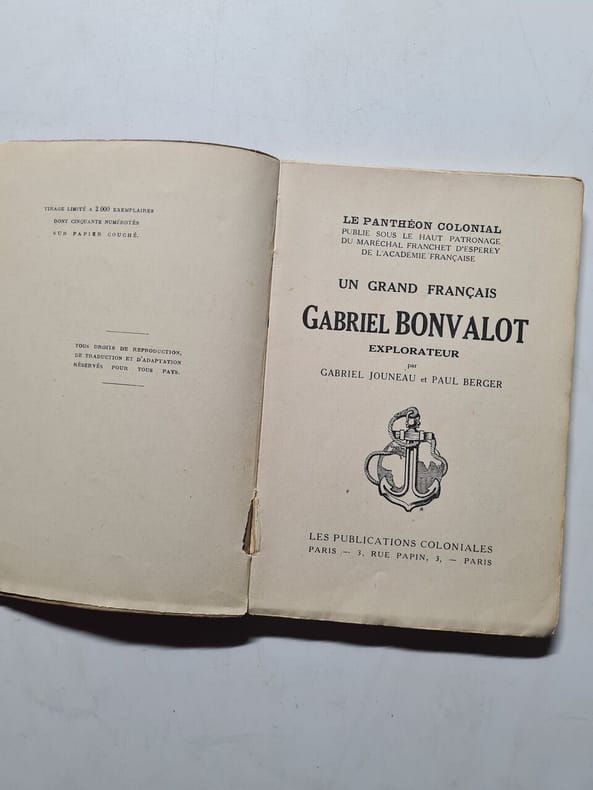 TIRAGE LIMITÉ A 2.000 EXEMPLAIRES
DONT CINQUANTE NUMÉROTÉS
SUR PAPIER COUCHÉ.
TOUS DROITS DE REPRODUCTION,
DE TRADUCTION ET D'ADAPTATION
RÉSERVÉS POUR TOUS PAYS.
LE PANTHÉON COLONIAL
PUBLIE SOUS LE HAUT PATRONAGE
DU MARÉCHAL FRANCHET D'ESPEREY
DE L'ACADEMIE FRANÇAISE
UN GRAND FRANÇAIS
GABRIEL BONVALOT
EXPLORATEUR
par
GABRIEL JOUNEAU et PAUL BERGER
LES PUBLICATIONS COLONIALES
PARIS — 3, RUE PAPIN, 3, — PARIS